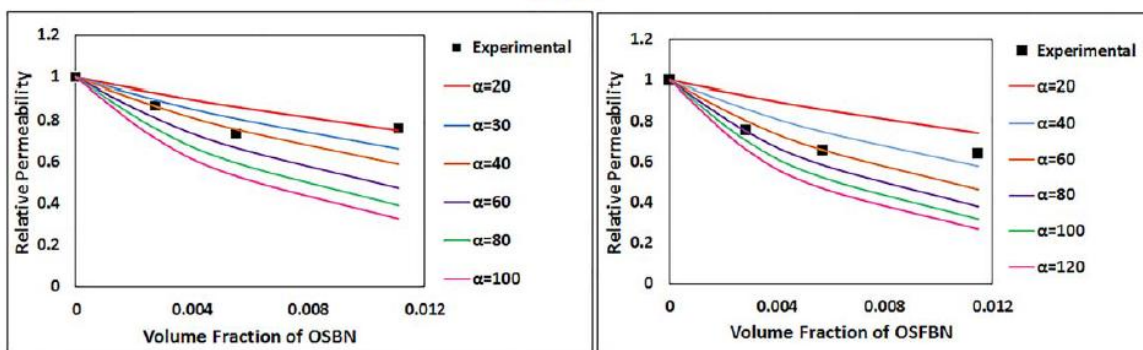 1.2
1
0.8
0.6
0.4
0.2
0
Relative Permeability
0 0.004 0.008 0.012
Volume Fraction of OSBN
Experimental
α=20
α=30
α=40
α=60
α=80
α=100
1.2
1
0.8
0.6
0.4
0.2
0
Relative Permeability
0 0.004 0.008 0.012
Volume Fraction of OSFBN
Experimental
α=20
α=40
α=60
α=80
α=100
α=120